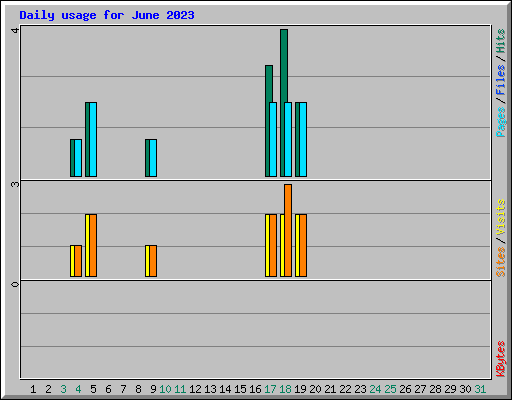 Daily usage for June 2023
4
Pages/Files/Hits
3
Sites/Visits
0
KBytes
1 2 3 4 5 6 7 8 9 10 11 12 13 14 15 16 17 18 19 20 21 22 23 24 25 26 27 28 29 30 31